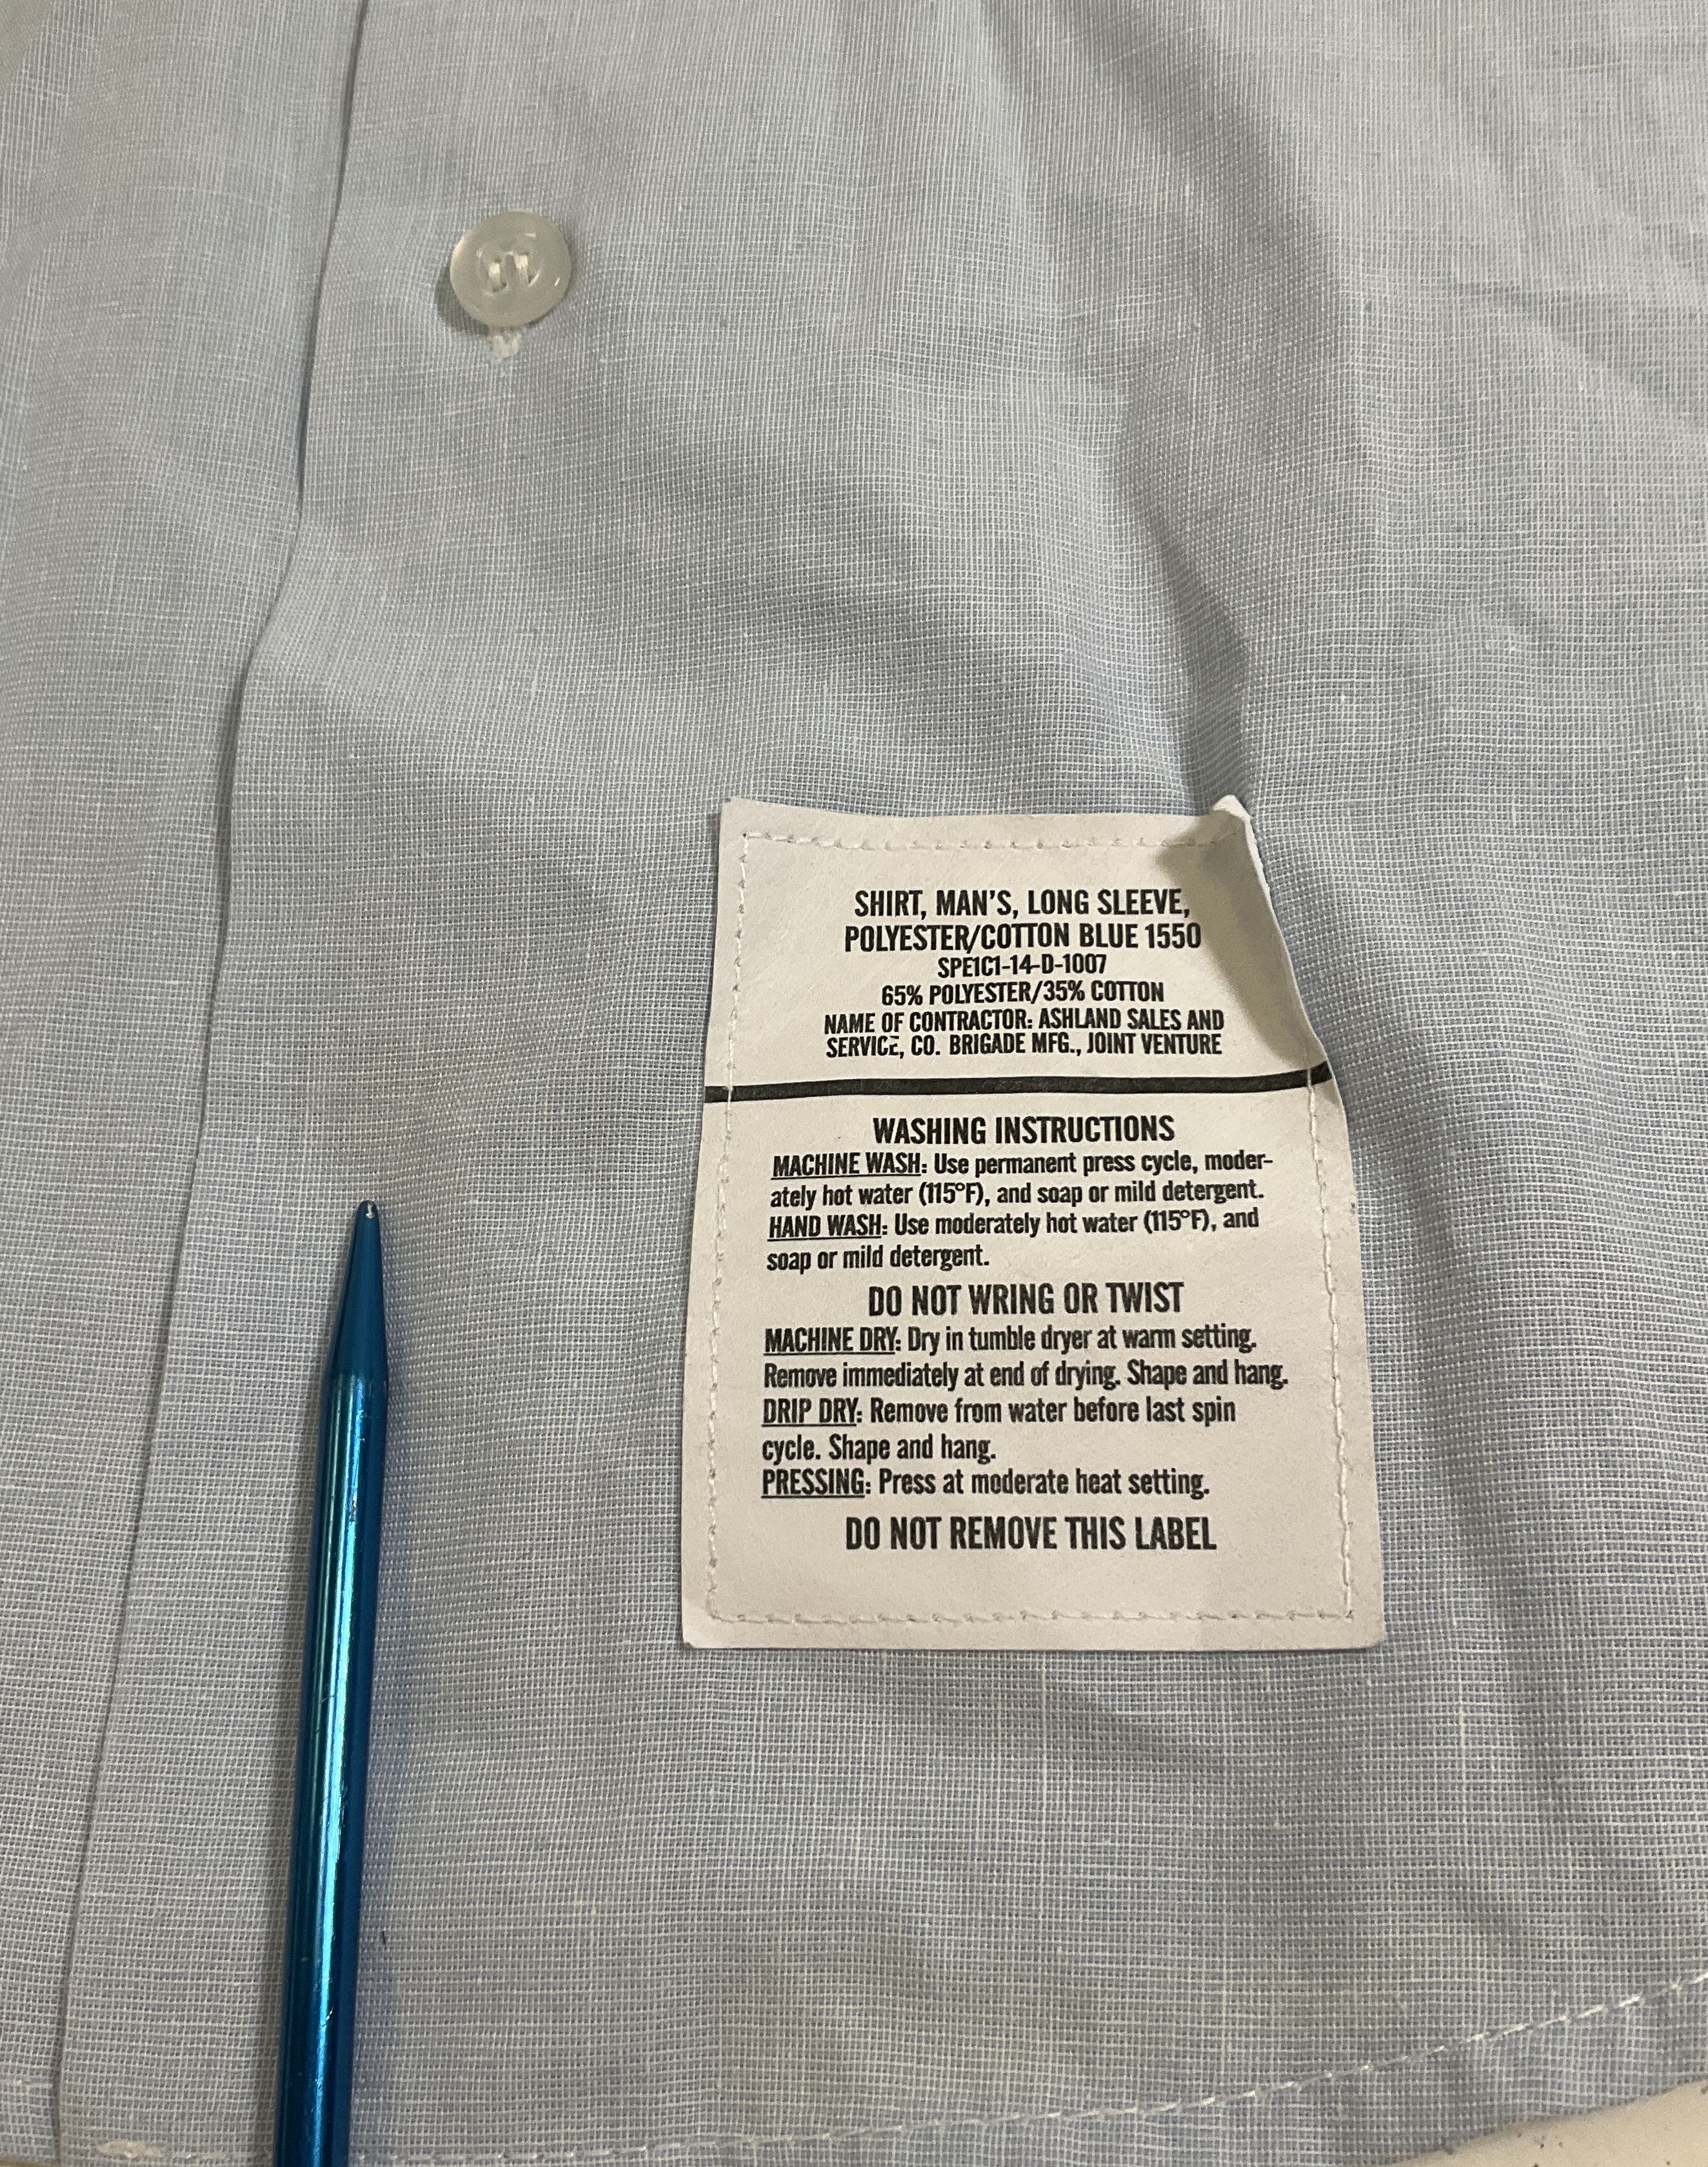 SHIRT, MAN'S, LONG SLEEVE,
POLYESTER/COTTON BLUE 1550
SPE1C1-14-D-1007
65% POLYESTER/35% COTTON
NAME OF CONTRACTOR: ASHLAND SALES AND
SERVICE, CO. BRIGADE MFG., JOINT VENTURE
WASHING INSTRUCTIONS
MACHINE WASH: Use permanent press cycle, moder-
ately hot water (115°F), and soap or mild detergent.
HAND WASH: Use moderately hot water (115°F), and
soap or mild detergent.
DO NOT WRING OR TWIST
MACHINE DRY: Dry in tumble dryer at warm setting.
Remove immediately at end of drying. Shape and hang.
DRIP DRY: Remove from water before last spin
cycle. Shape and hang.
PRESSING: Press at moderate heat setting.
DO NOT REMOVE THIS LABEL